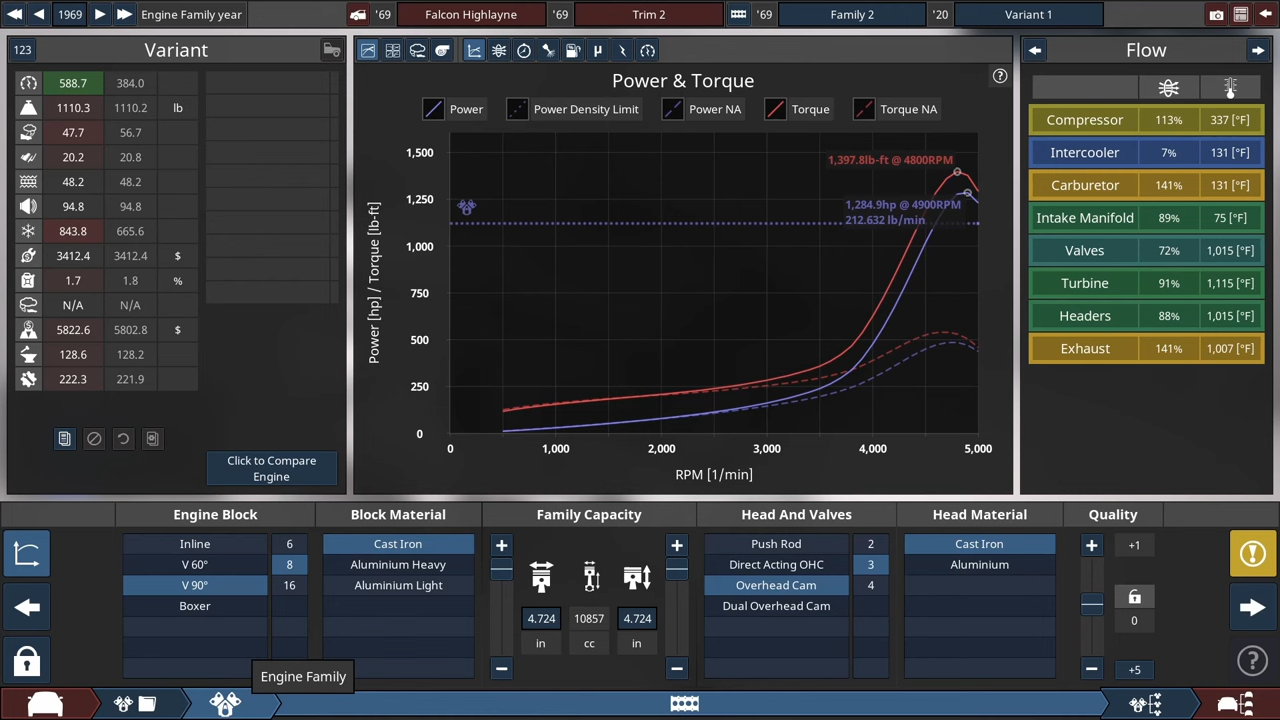 1969 Engine Family year '69 Falcon Highlayne '69 Trim 2 '69 Family 2 '20 Variant 1
123 Variant
588.7 384.0
1110.3 1110.2 lb
47.7 56.7
20.2 20.8
48.2 48.2
94.8 94.8
843.8 665.6
3412.4 3412.4 $
1.7 1.8 %
N/A N/A
5822.6 5802.8 $
128.6 128.2
222.3 221.9
Click to Compare
Engine
μ
Power & Torque
?
Power Power Density Limit Power NA Torque Torque NA
Power [hp] / Torque [lb-ft]
1,500
1,250
1,000
750
500
250
0
1,397.8lb-ft @ 4800RPM
1,284.9hp @ 4900RPM
212.632 lb/min
0 1,000 2,000 3,000 4,000 5,000
RPM [1/min]
Flow
Compressor 113% 337 [°F]
Intercooler 7% 131 [°F]
Carburetor 141% 131 [°F]
Intake Manifold 89% 75 [°F]
Valves 72% 1,015 [°F]
Turbine 91% 1,115 [°F]
Headers 88% 1,015 [°F]
Exhaust 141% 1,007 [°F]
Engine Block
Inline 6
V 60° 8
V 90° 16
Boxer
Block Material
Cast Iron
Aluminium Heavy
Aluminium Light
Family Capacity
4.724 10857 4.724
in cc in
Head And Valves
Push Rod 2
Direct Acting OHC 3
Overhead Cam 4
Dual Overhead Cam
Head Material
Cast Iron
Aluminium
Quality
+1
0
+5
?
Engine Family